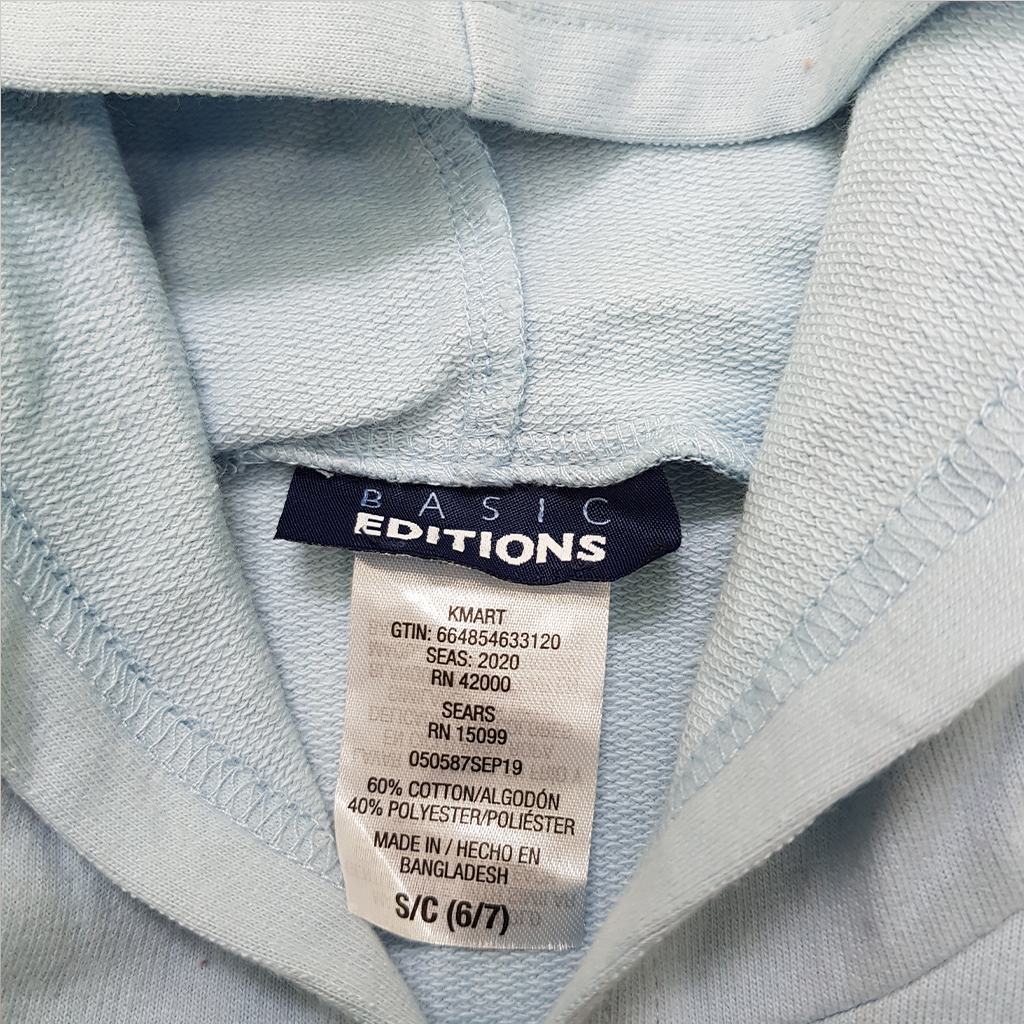 BASIC
EDITIONS
KMART
GTIN: 664854633120
SEAS: 2020
RN 42000
SEARS
RN 15099
050587SEP19
60% COTTON/ALGODÓN
40% POLYESTER/POLIÉSTER
MADE IN / HECHO EN
BANGLADESH
S/C (6/7)